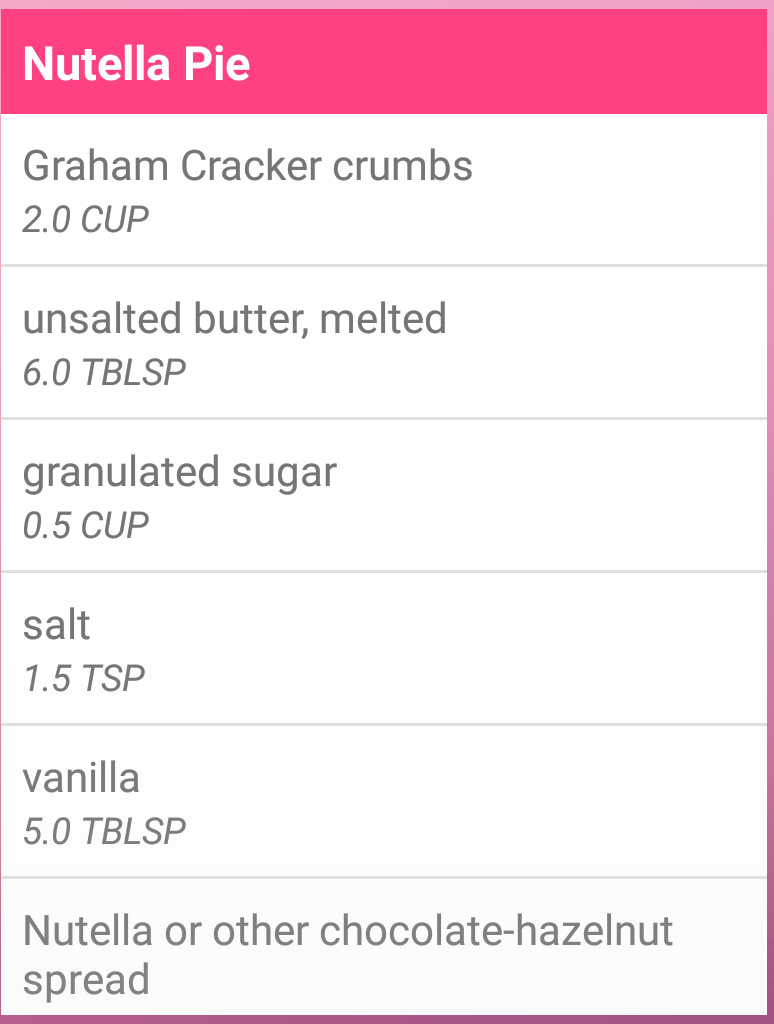 Nutella Pie
Graham Cracker crumbs
2.0 CUP
unsalted butter, melted
6.0 TBLSP
granulated sugar
0.5 CUP
salt
1.5 TSP
vanilla
5.0 TBLSP
Nutella or other chocolate-hazelnut
spread